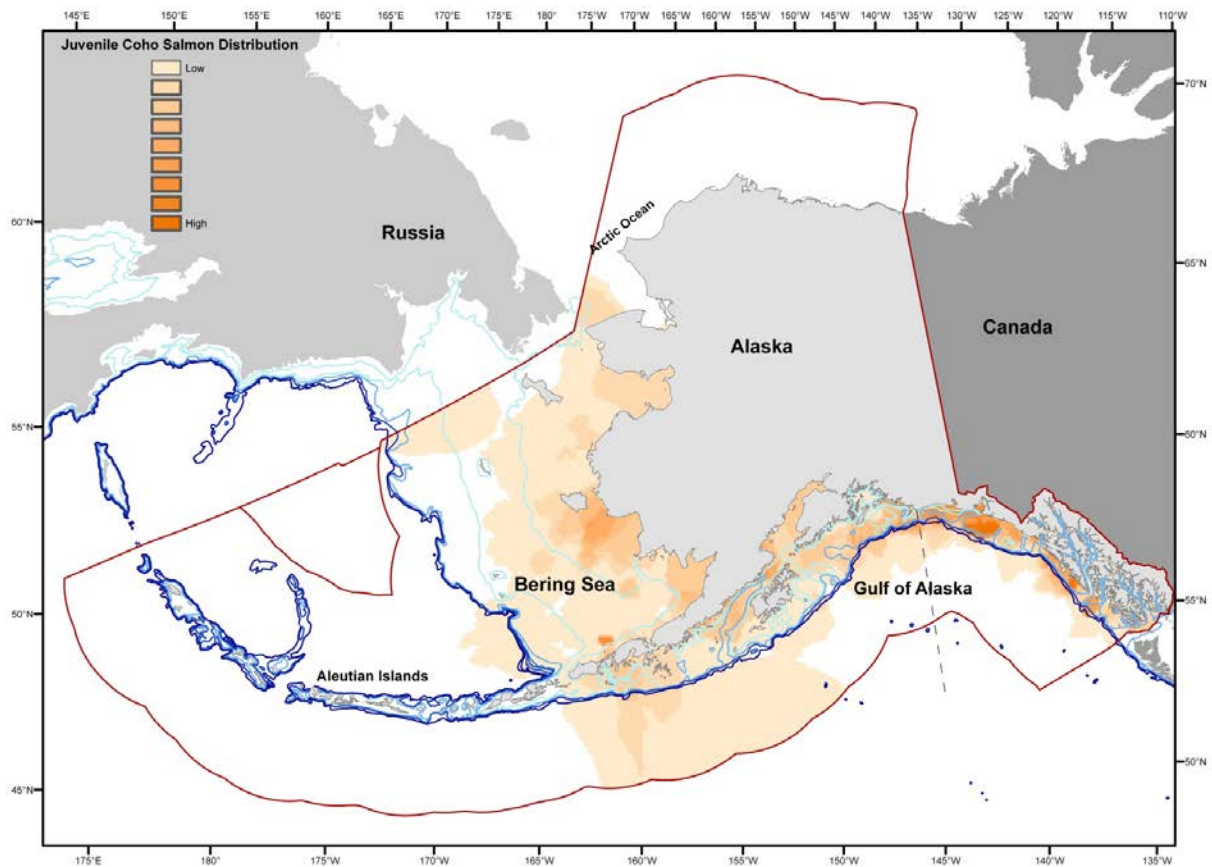 145°E 150°E 155°E 160°E 165°E 170°E 175°E 180° 175°W 170°W 165°W 160°W 155°W 150°W 145°W 140°W 135°W 130°W 125°W 120°W 115°W 110°W
Juvenile Coho Salmon Distribution
Low
High
70°N
60°N
65°N
Arctic Ocean
Russia
Canada
Alaska
55°N
60°N
Bering Sea
Gulf of Alaska
50°N
55°N
Aleutian Islands
45°N
50°N
175°E 180° 175°W 170°W 165°W 160°W 155°W 150°W 145°W 140°W 135°W